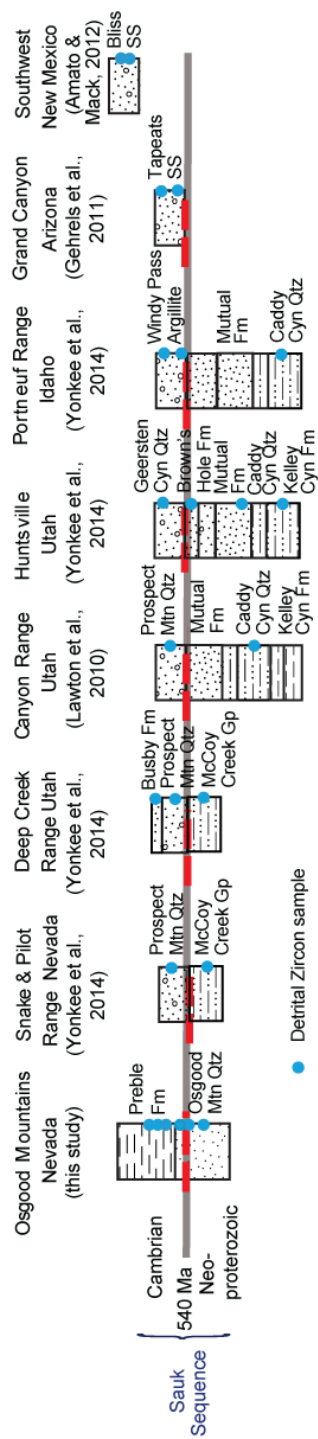 Osgood Mountains
Nevada
(this study)
Snake & Pilot
Range Nevada
(Yonkee et al.,
2014)
Deep Creek
Range Utah
(Yonkee et al.,
2014)
Canyon Range
Utah
(Lawton et al.,
2010)
Huntsville
Utah
(Yonkee et al.,
2014)
Portneuf Range
Idaho
(Yonkee et al.,
2014)
Grand Canyon
Arizona
(Gehrels et al.,
2011)
Southwest
New Mexico
(Amato &
Mack, 2012)
Sauk
Sequence
Cambrian
540 Ma
Neo-
proterozoic
Preble
Fm
Osgood
Mtn Qtz
Prospect
Mtn Qtz
McCoy
Creek Gp
Busby Fm
Prospect
Mtn Qtz
McCoy
Creek Gp
Prospect
Mtn Qtz
Mutual
Fm
Caddy
Cyn Qtz
Kelley
Cyn Fm
Geersten
Cyn Qtz
Brown's
Hole Fm
Mutual
Fm
Caddy
Cyn Qtz
Kelley
Cyn Fm
Windy Pass
Argillite
Mutual
Fm
Caddy
Cyn Qtz
Tapeats
SS
Bliss
SS
Detrital Zircon sample